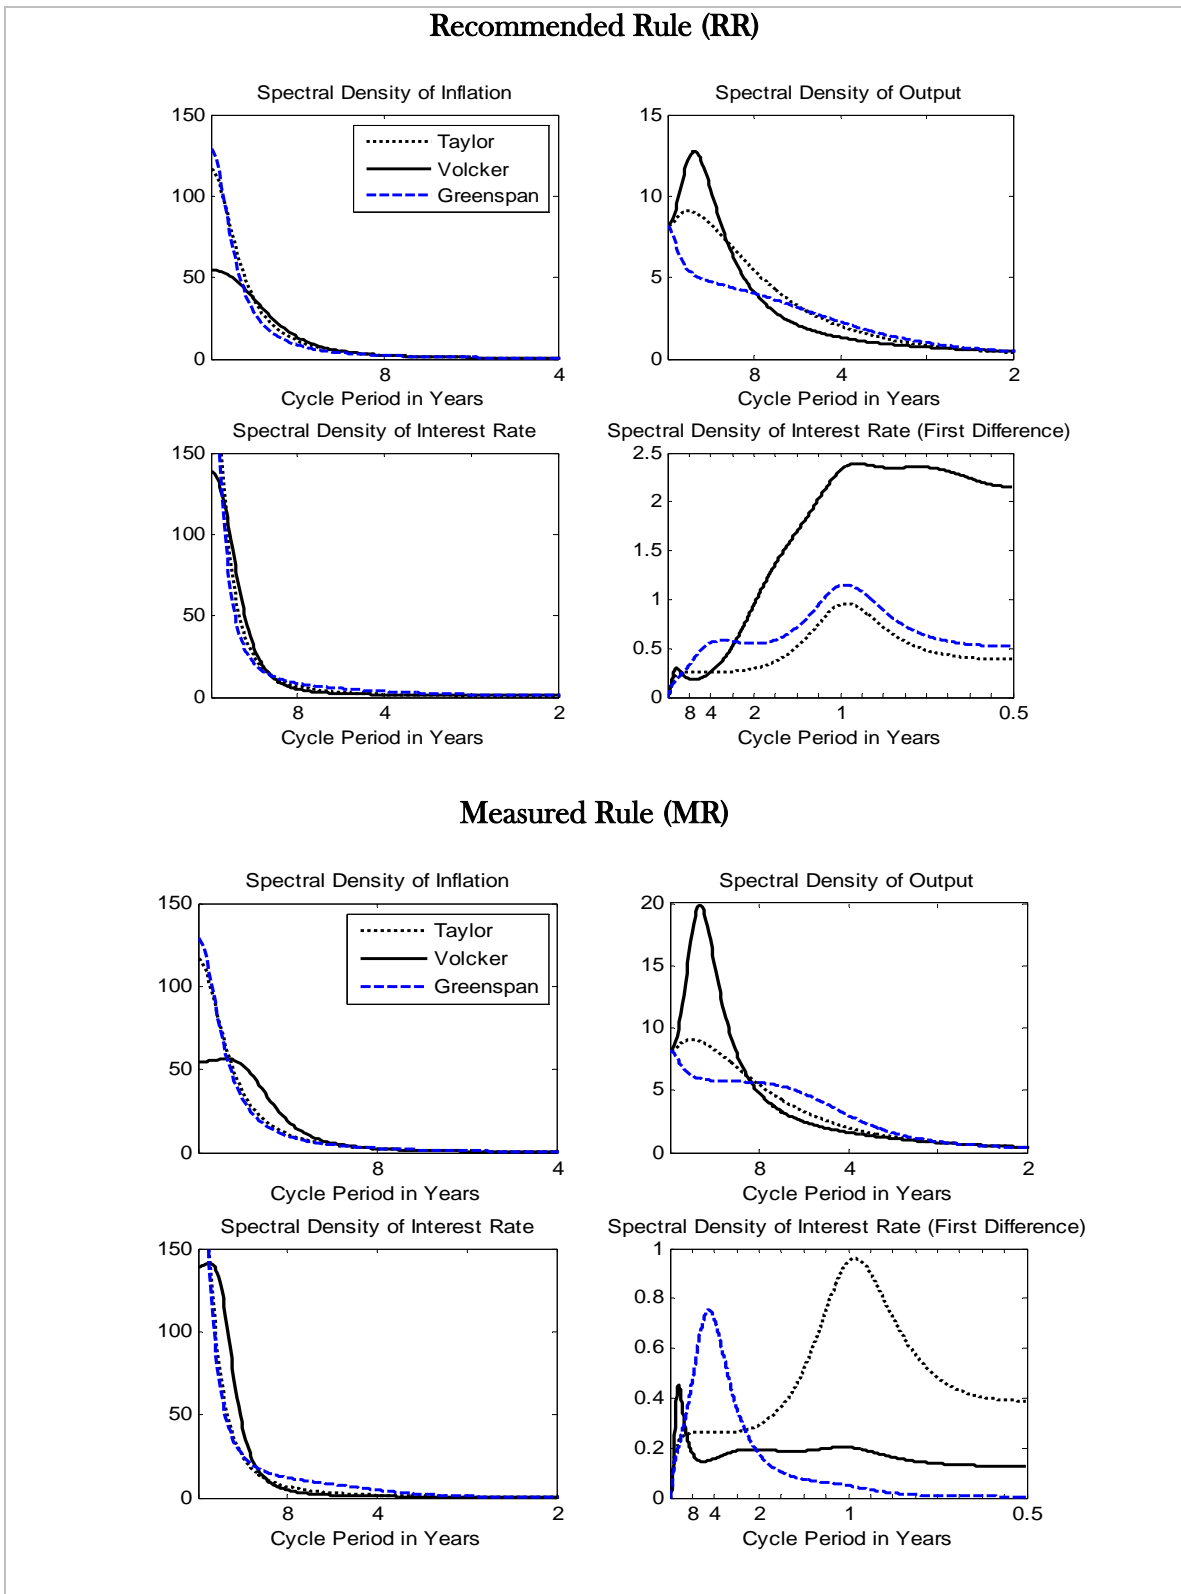 Recommended Rule (RR)
Spectral Density of Inflation
150
100
50
0
Taylor
Volcker
Greenspan
8
4
Cycle Period in Years
Spectral Density of Output
15
10
5
0
8
4
2
Cycle Period in Years
Spectral Density of Interest Rate
150
100
50
0
8
4
2
Cycle Period in Years
Spectral Density of Interest Rate (First Difference)
2.5
2
1.5
1
0.5
0
8 4 2 1 0.5
Cycle Period in Years
Measured Rule (MR)
Spectral Density of Inflation
150
100
50
0
Taylor
Volcker
Greenspan
8
4
Cycle Period in Years
Spectral Density of Output
20
15
10
5
0
8
4
2
Cycle Period in Years
Spectral Density of Interest Rate
150
100
50
0
8
4
2
Cycle Period in Years
Spectral Density of Interest Rate (First Difference)
1
0.8
0.6
0.4
0.2
0
8 4 2 1 0.5
Cycle Period in Years